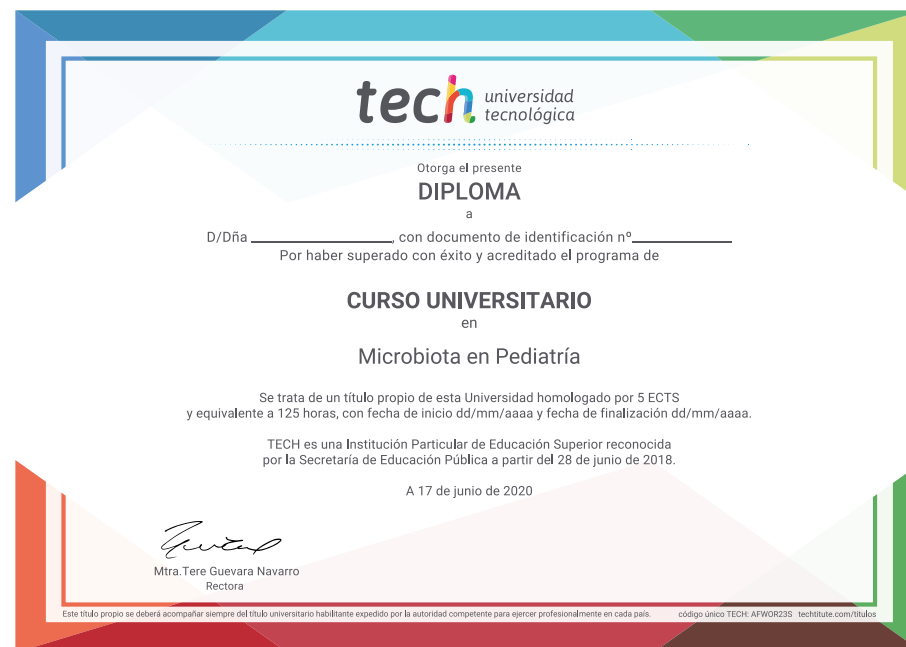 tech universidad
tecnológica
Otorga el presente
DIPLOMA
a
D/Dña ____________________, con documento de identificación nº______________
Por haber superado con éxito y acreditado el programa de
CURSO UNIVERSITARIO
en
Microbiota en Pediatría
Se trata de un título propio de esta Universidad homologado por 5 ECTS
y equivalente a 125 horas, con fecha de inicio dd/mm/aaaa y fecha de finalización dd/mm/aaaa.
TECH es una Institución Particular de Educación Superior reconocida
por la Secretaría de Educación Pública a partir del 28 de junio de 2018.
A 17 de junio de 2020
Mtra.Tere Guevara Navarro
Rectora
Este título propio se deberá acompañar siempre del título universitario habilitante expedido por la autoridad competente para ejercer profesionalmente en cada país. código único TECH: AFWOR23S techtitute.com/titulos